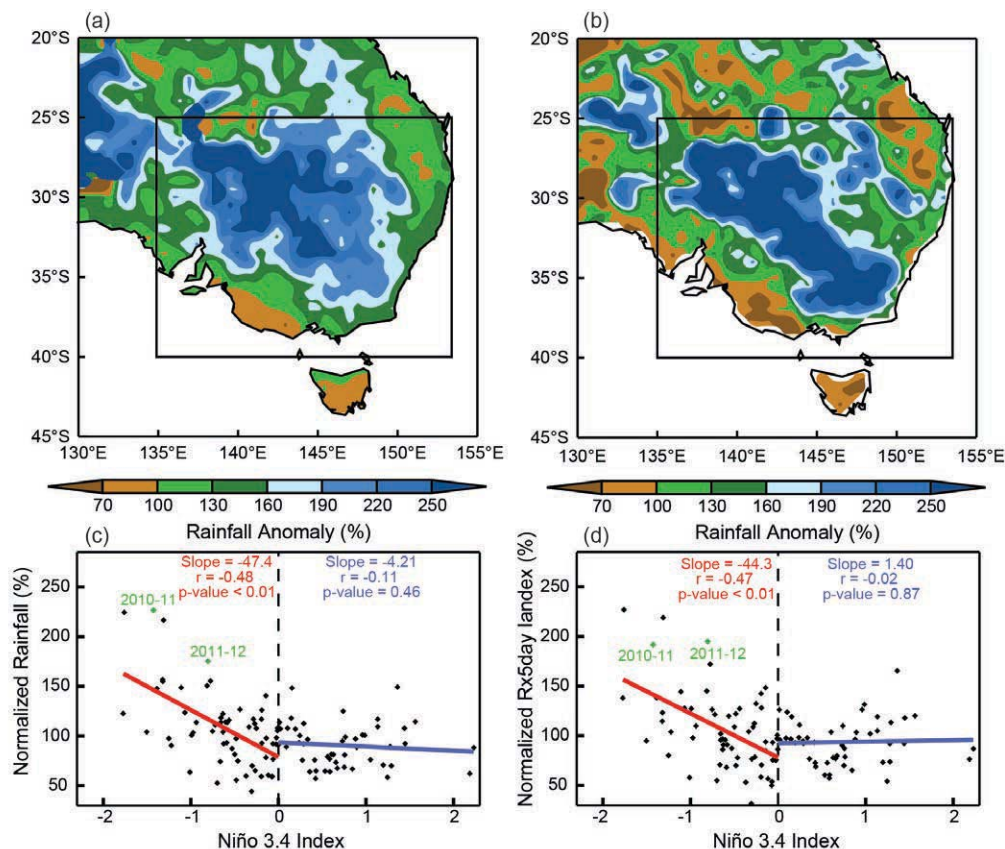 (a)
(b)
20°S
25°S
30°S
35°S
40°S
45°S
130°E 135°E 140°E 145°E 150°E 155°E
20°S
25°S
30°S
35°S
40°S
45°S
130°E 135°E 140°E 145°E 150°E 155°E
70 100 130 160 190 220 250
Rainfall Anomaly (%)
70 100 130 160 190 220 250
Rainfall Anomaly (%)
(c)
Slope = -47.4
r = -0.48
p-value < 0.01
Slope = -4.21
r = -0.11
p-value = 0.46
2010-11
2011-12
Normalized Rainfall (%)
250
200
150
100
50
-2 -1 0 1 2
Niño 3.4 Index
(d)
Slope = -44.3
r = -0.47
p-value < 0.01
Slope = 1.40
r = -0.02
p-value = 0.87
2010-11
2011-12
Normalized Rx5day Iandex (%)
250
200
150
100
50
-2 -1 0 1 2
Niño 3.4 Index